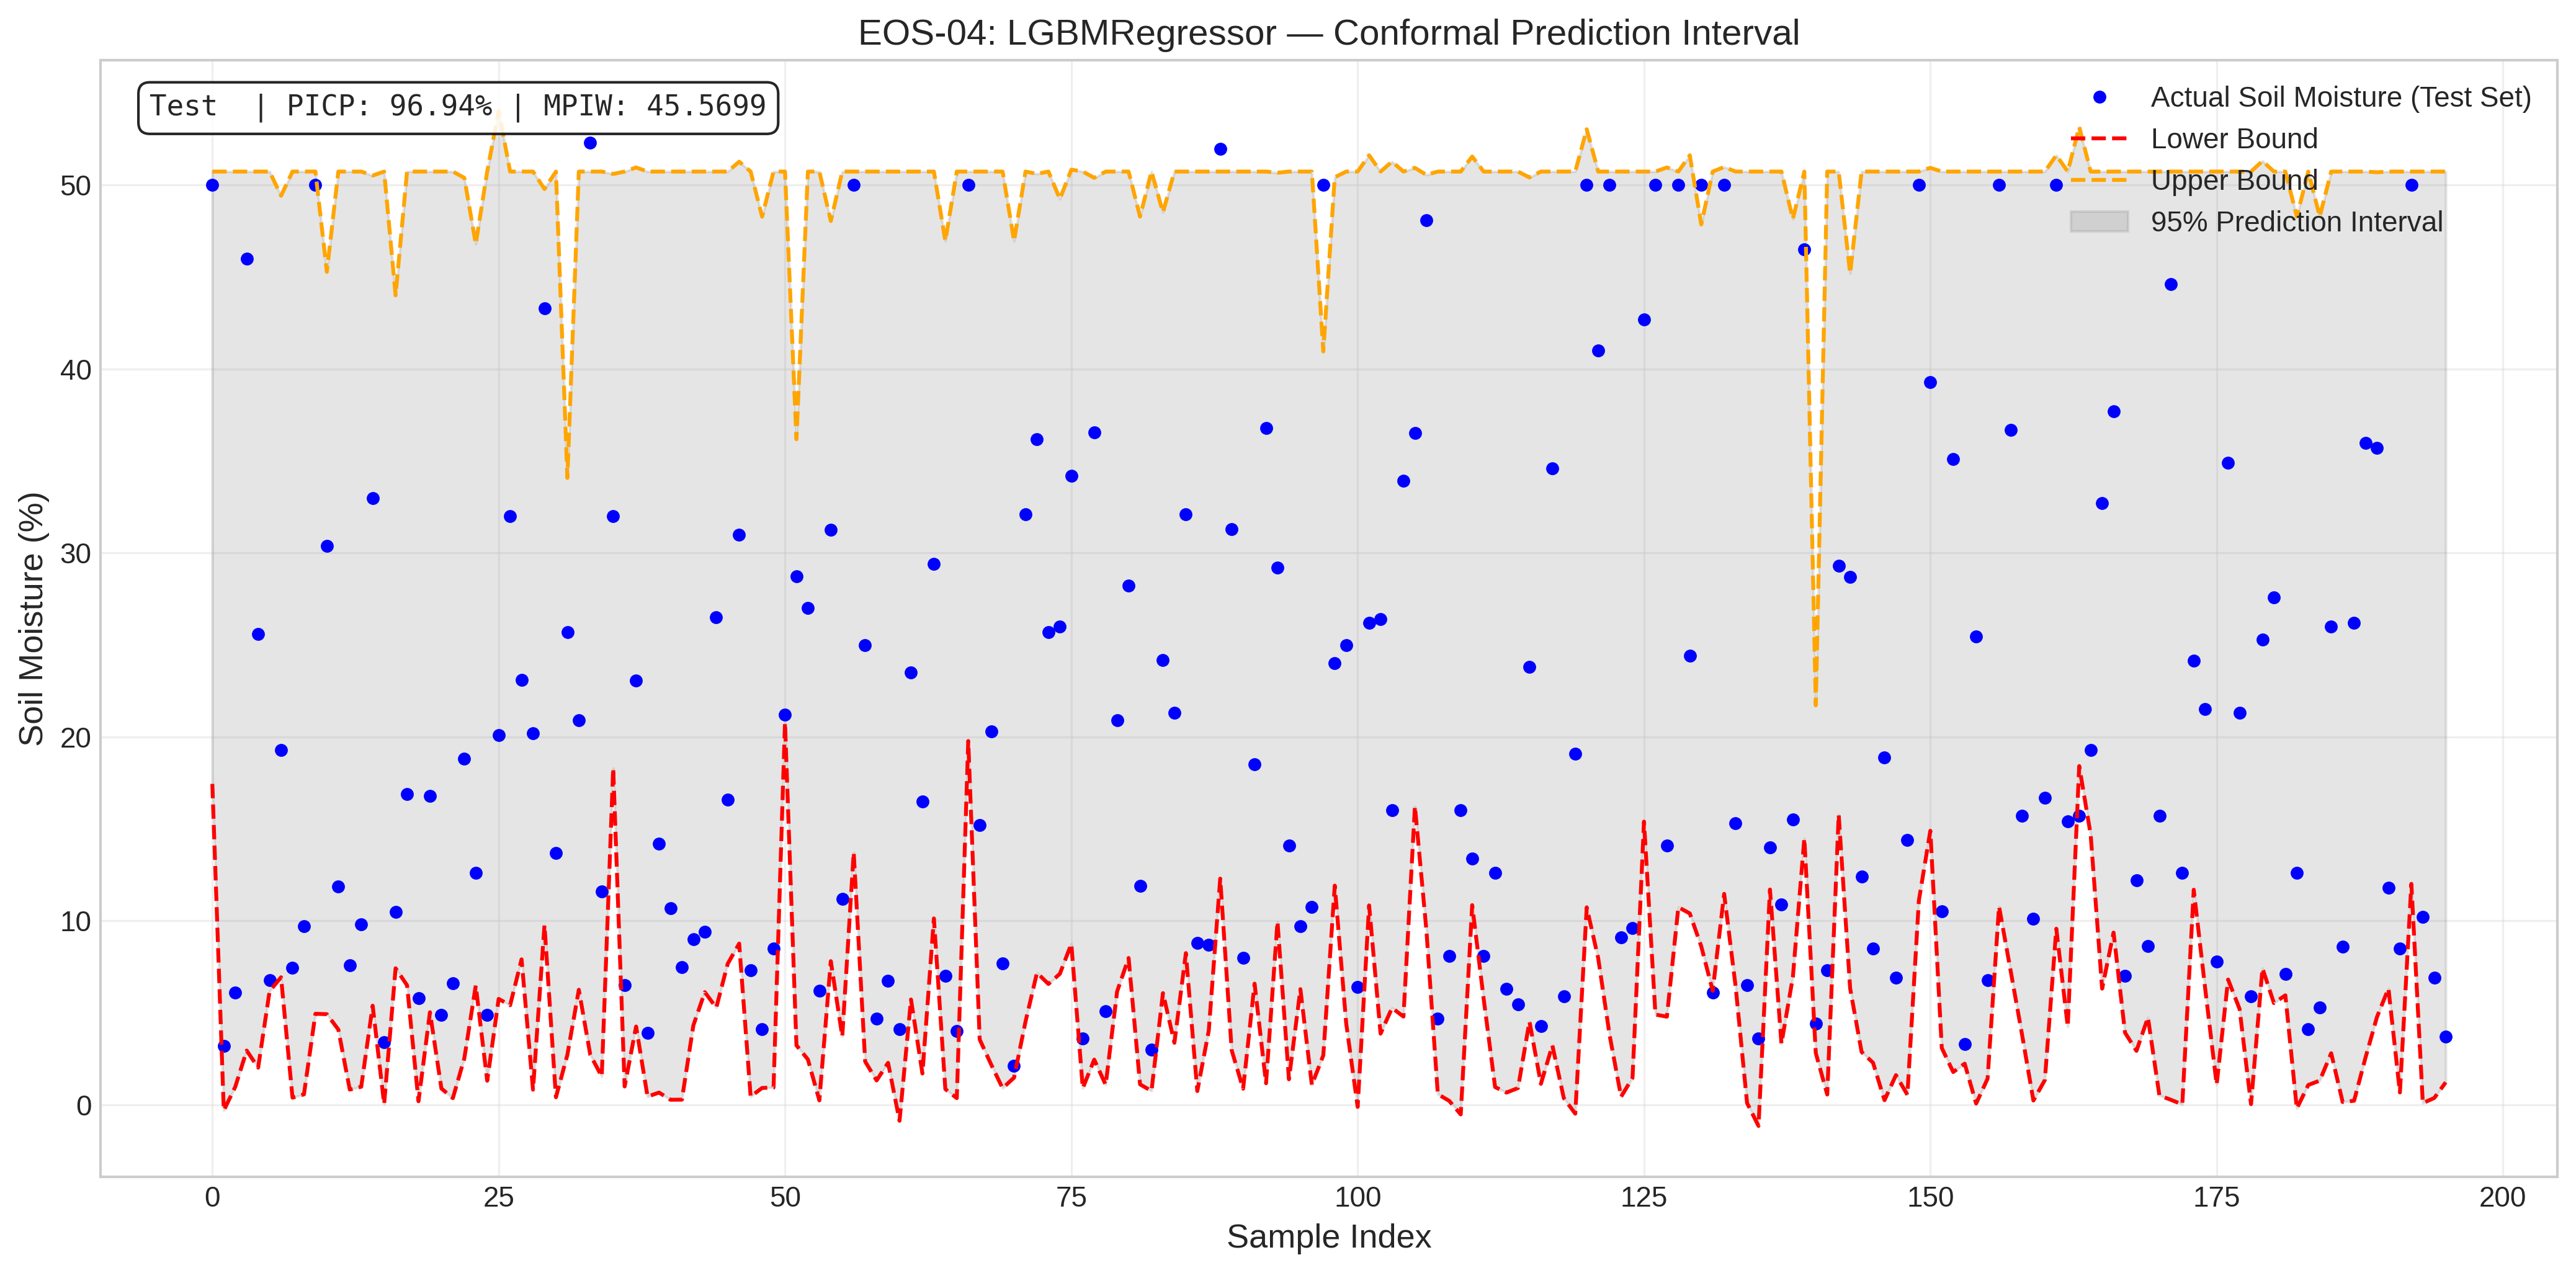 EOS-04: LGBMRegressor — Conformal Prediction Interval
Test | PICP: 96.94% | MPIW: 45.5699
Actual Soil Moisture (Test Set)
Lower Bound
Upper Bound
95% Prediction Interval
Soil Moisture (%)
50
40
30
20
10
0
0 25 50 75 100 125 150 175 200
Sample Index